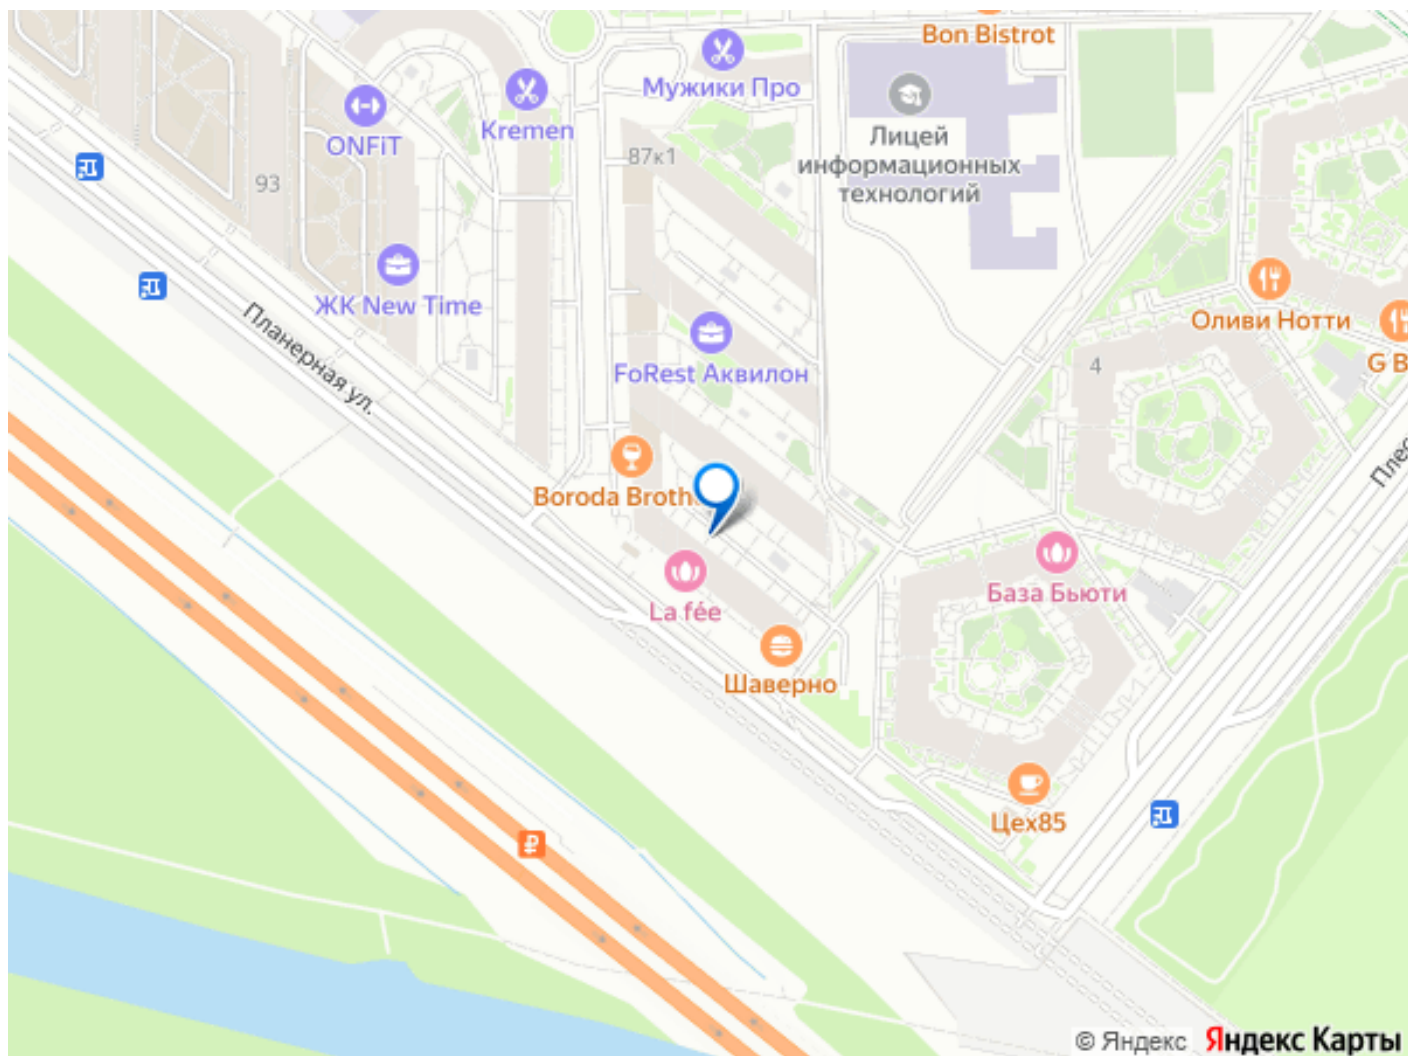 Bon Bistrot
Мужики Про
ONFiT
Kremen
87к1
Лицей
информационных
технологий
93
ЖК New Time
Оливи Нотти
G B
Планерная ул.
FoRest Аквилон
4
Плес
Boroda Broth
La fée
База Бьюти
Шаверно
Цех85
₽
© Яндекс Яндекс Карты